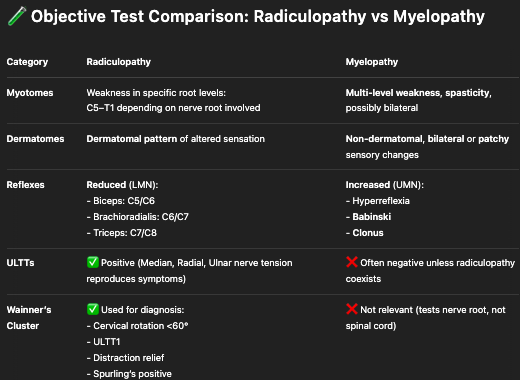 Objective Test Comparison: Radiculopathy vs Myelopathy
Category Radiculopathy Myelopathy
Myotomes Weakness in specific root levels: Multi-level weakness, spasticity,
C5–T1 depending on nerve root involved possibly bilateral
Dermatomes Dermatomal pattern of altered sensation Non-dermatomal, bilateral or patchy
sensory changes
Reflexes Reduced (LMN): Increased (UMN):
- Biceps: C5/C6 - Hyperreflexia
- Brachioradialis: C6/C7 - Babinski
- Triceps: C7/C8 - Clonus
ULTTs ✅ Positive (Median, Radial, Ulnar nerve tension ❌ Often negative unless radiculopathy
reproduces symptoms) coexists
Wainner's ✅ Used for diagnosis: ❌ Not relevant (tests nerve root, not
Cluster - Cervical rotation <60° spinal cord)
- ULTT1
- Distraction relief
- Spurling's positive